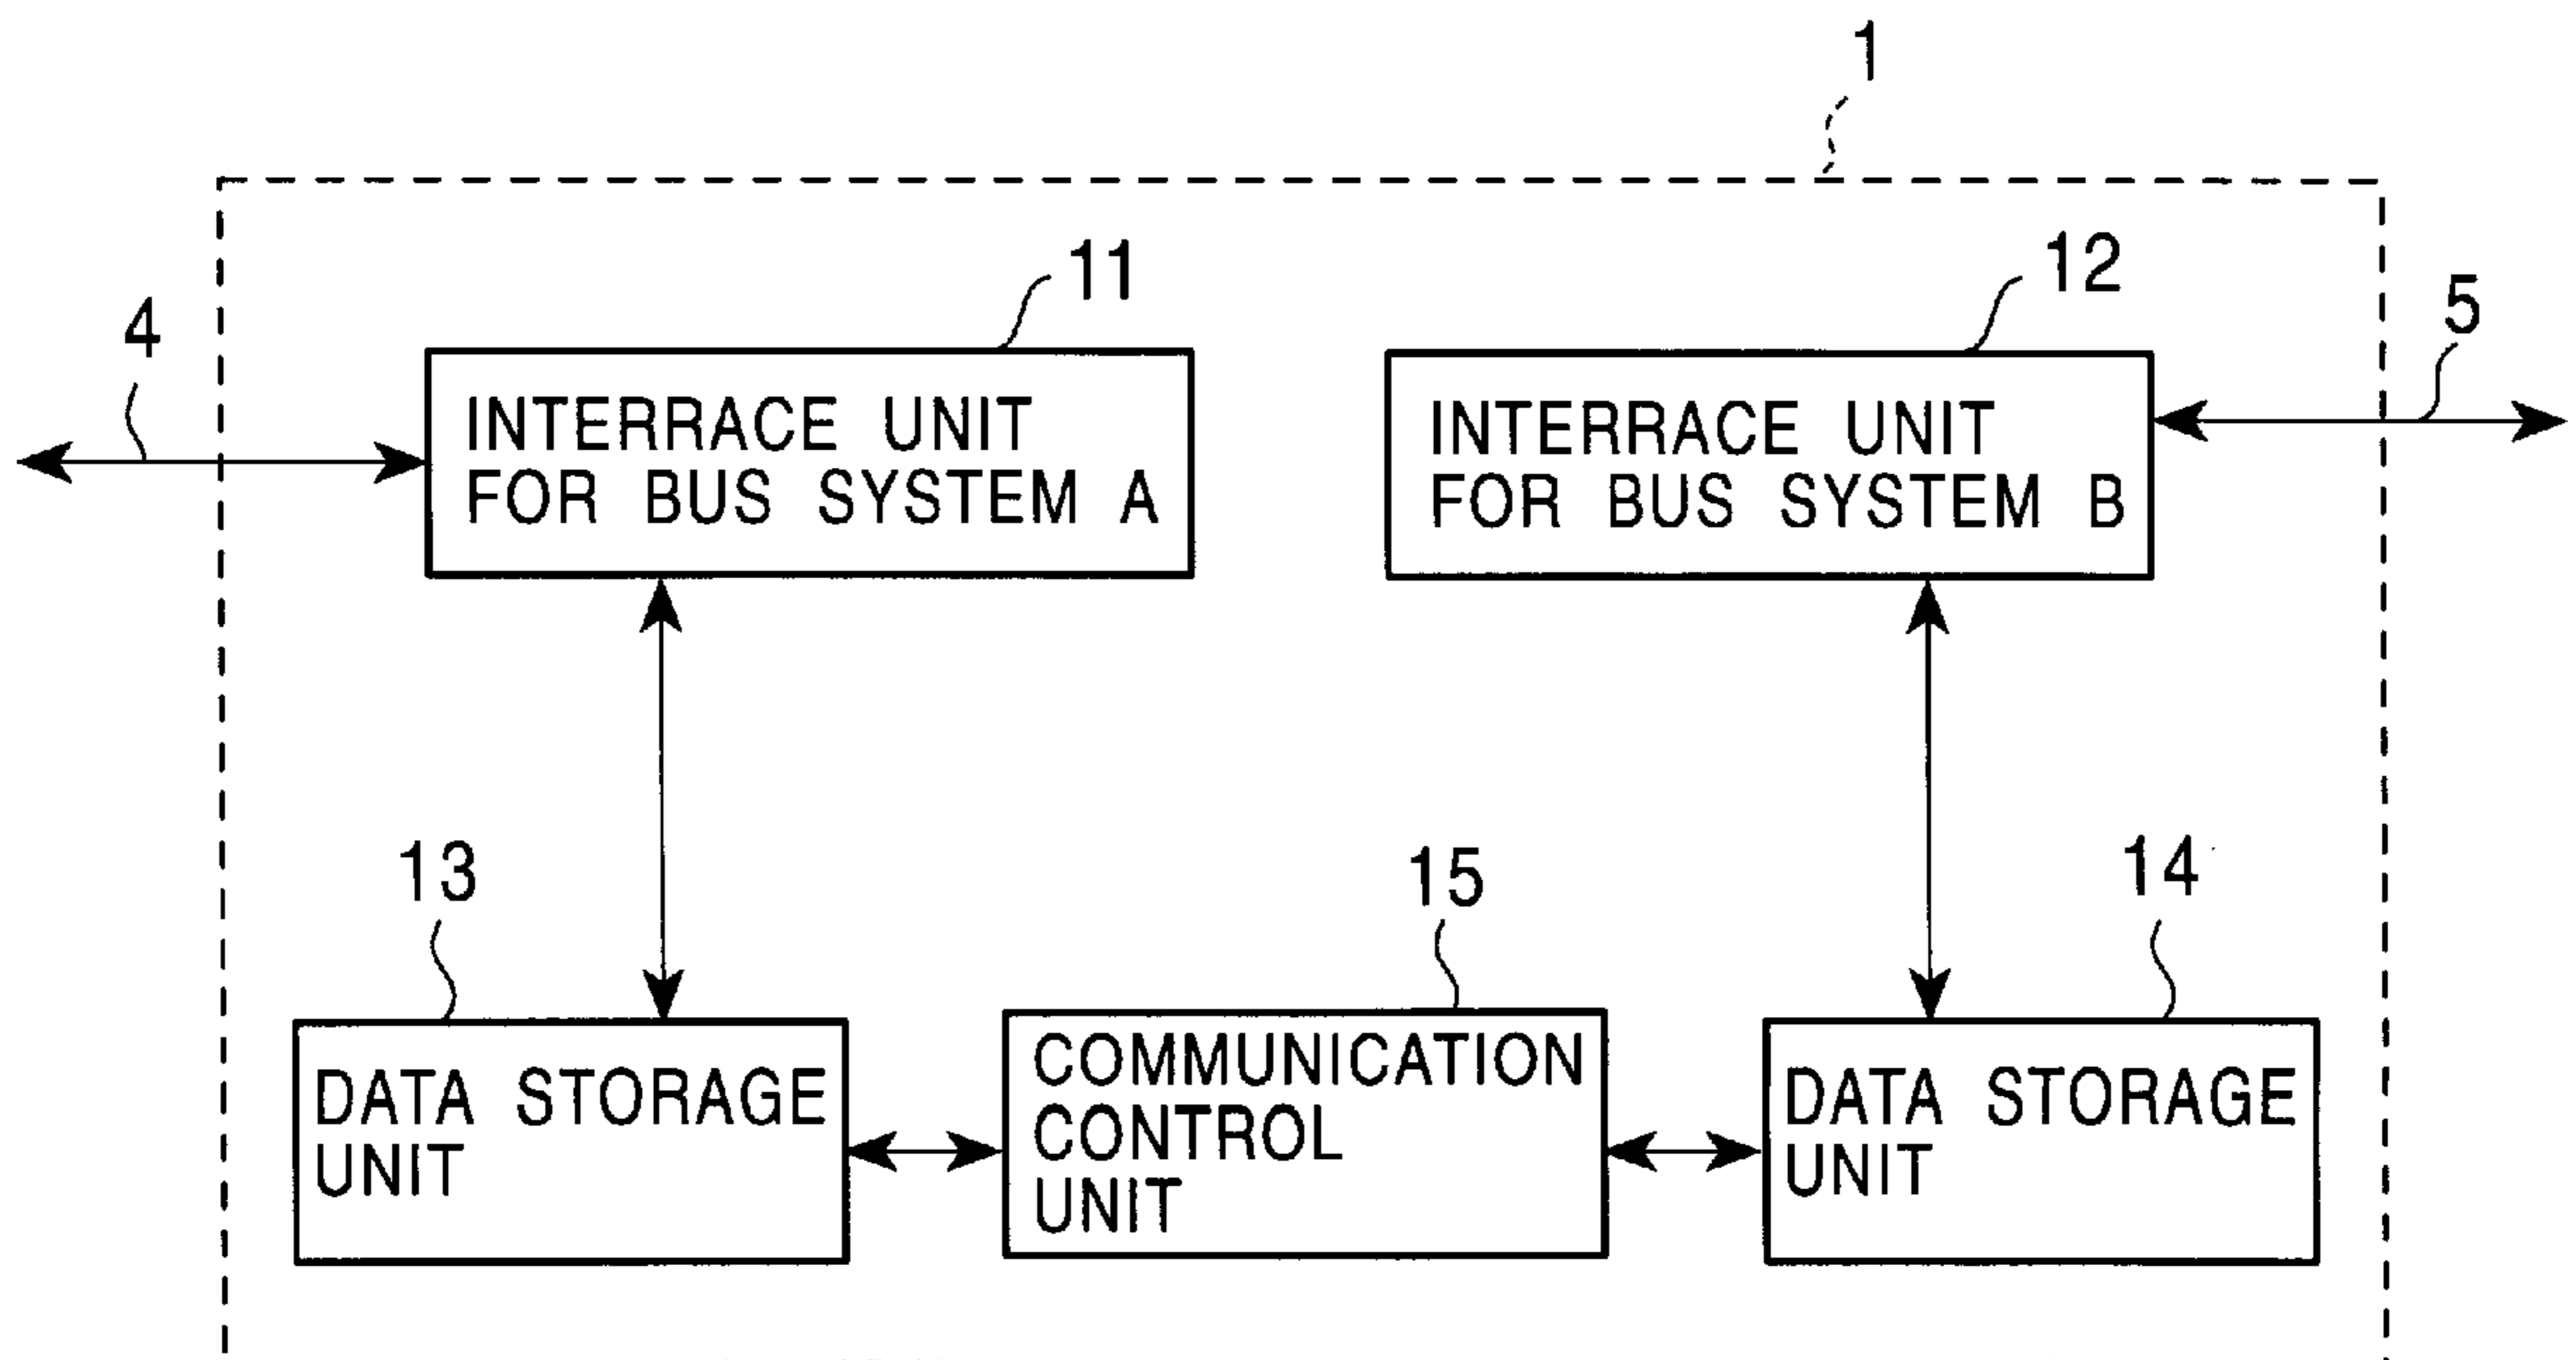 1
11
12
4
5
INTERRACE UNIT
FOR BUS SYSTEM A
INTERRACE UNIT
FOR BUS SYSTEM B
13
15
14
DATA STORAGE
UNIT
COMMUNICATION
CONTROL
UNIT
DATA STORAGE
UNIT